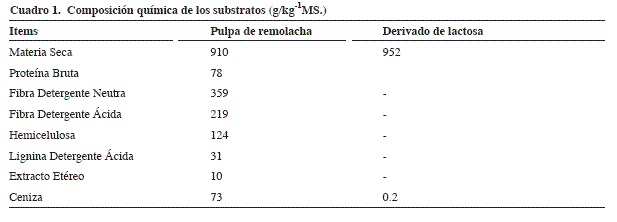 Cuadro 1. Composición química de los substratos (g/kg-1MS.)
Items Pulpa de remolacha Derivado de lactosa
Materia Seca 910 952
Proteína Bruta 78
Fibra Detergente Neutra 359 -
Fibra Detergente Ácida 219 -
Hemicelulosa 124 -
Lignina Detergente Ácida 31 -
Extracto Etéreo 10 -
Ceniza 73 0.2